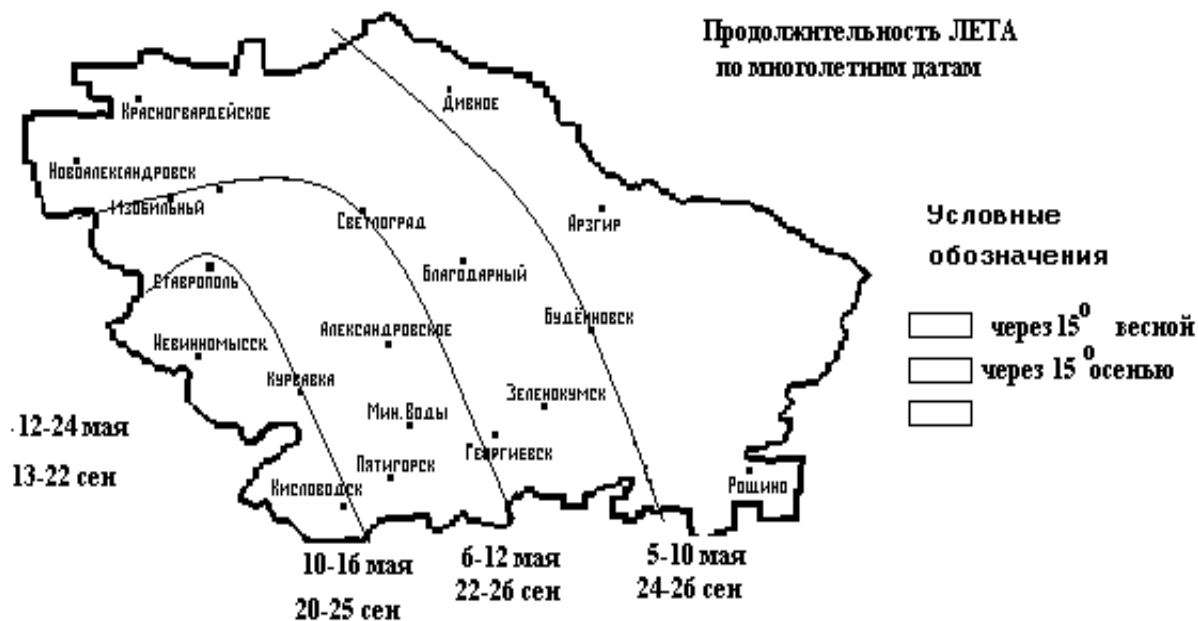 Продолжительность ЛЕТА
по многолетним датам
Дивное
Красногвардейское
Новоалександровск
Изобильный
Светлоград
Арзгир
Ставрополь
Благодарный
Александровское
Будённовск
Невинномысск
Курвавка
Зеленокумск
Мин.Воды
Георгиевск
Пятигорск
Кисловодск
Рощино
12-24 мая
13-22 сен
10-16 мая
20-25 сен
6-12 мая
22-26 сен
5-10 мая
24-26 сен
Условные
обозначения
через 15⁰ весной
через 15⁰ осенью